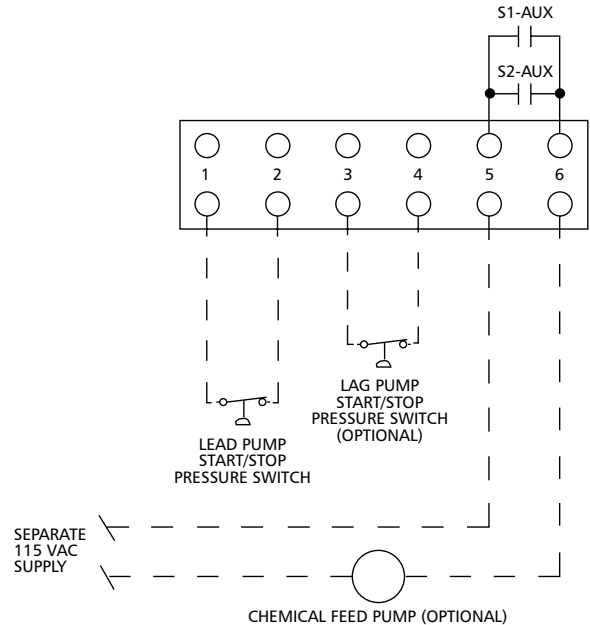 S1-AUX
S2-AUX
1 2 3 4 5 6
LAG PUMP
START/STOP
PRESSURE SWITCH
(OPTIONAL)
LEAD PUMP
START/STOP
PRESSURE SWITCH
SEPARATE
115 VAC
SUPPLY
CHEMICAL FEED PUMP (OPTIONAL)